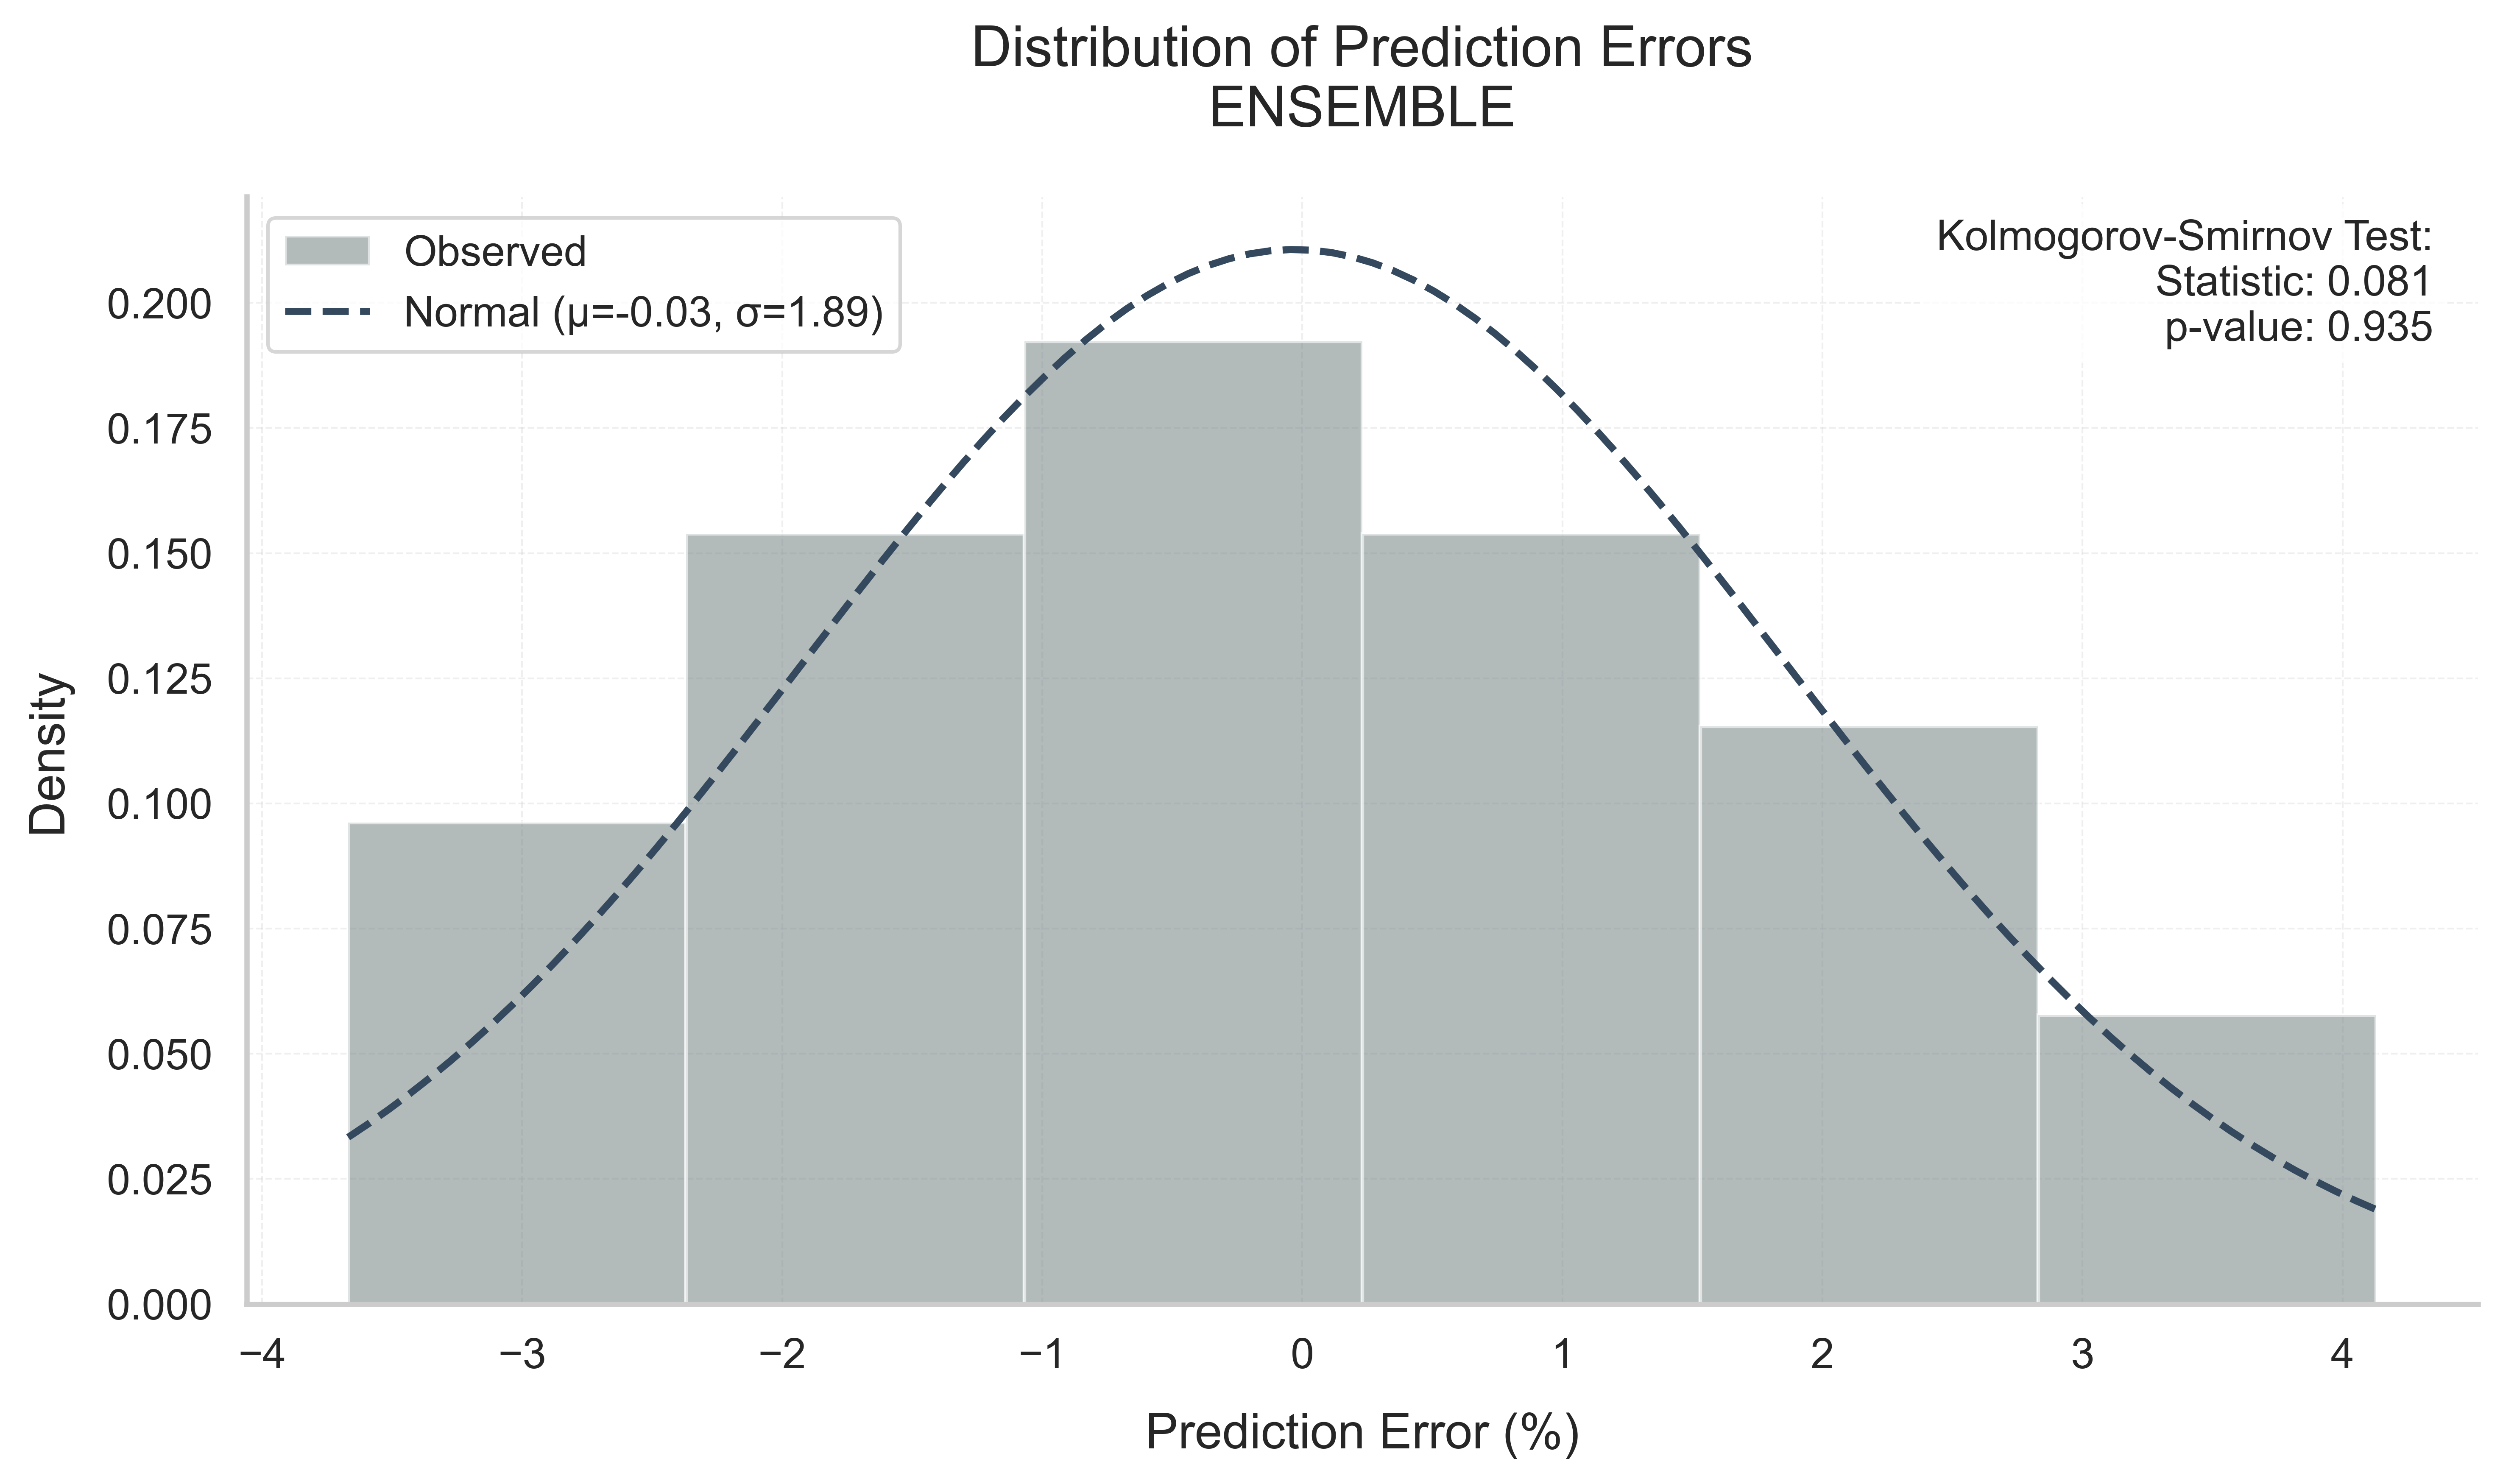 Distribution of Prediction Errors
ENSEMBLE
Observed
Normal (μ=-0.03, σ=1.89)
Kolmogorov-Smirnov Test:
Statistic: 0.081
p-value: 0.935
Density
0.200
0.175
0.150
0.125
0.100
0.075
0.050
0.025
0.000
−4 −3 −2 −1 0 1 2 3 4
Prediction Error (%)